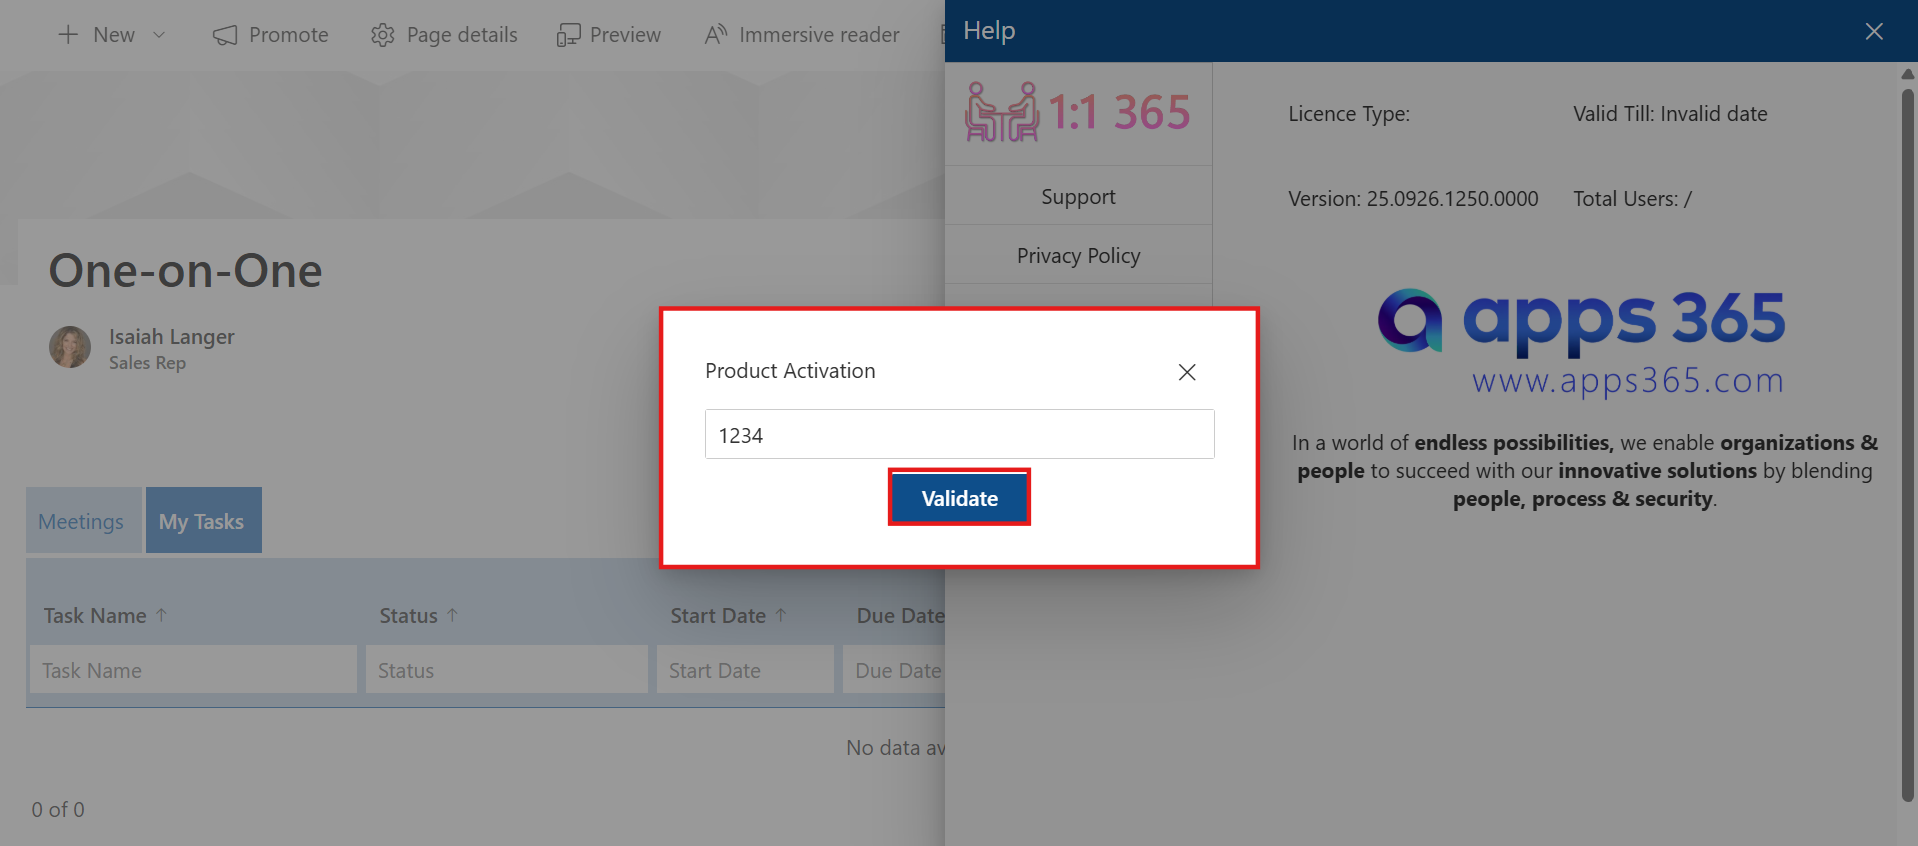 New
Promote
Page details
Preview
Immersive reader
Help
1:1 365
Support
Privacy Policy
Licence Type:
Valid Till: Invalid date
Version: 25.0926.1250.0000
Total Users: /
apps 365
www.apps365.com
In a world of endless possibilities, we enable organizations &
people to succeed with our innovative solutions by blending
people, process & security.
One-on-One
Isaiah Langer
Sales Rep
Product Activation
1234
Validate
Meetings
My Tasks
Task Name
Status
Start Date
Due Date
Task Name
Status
Start Date
Due Date
No data av
0 of 0